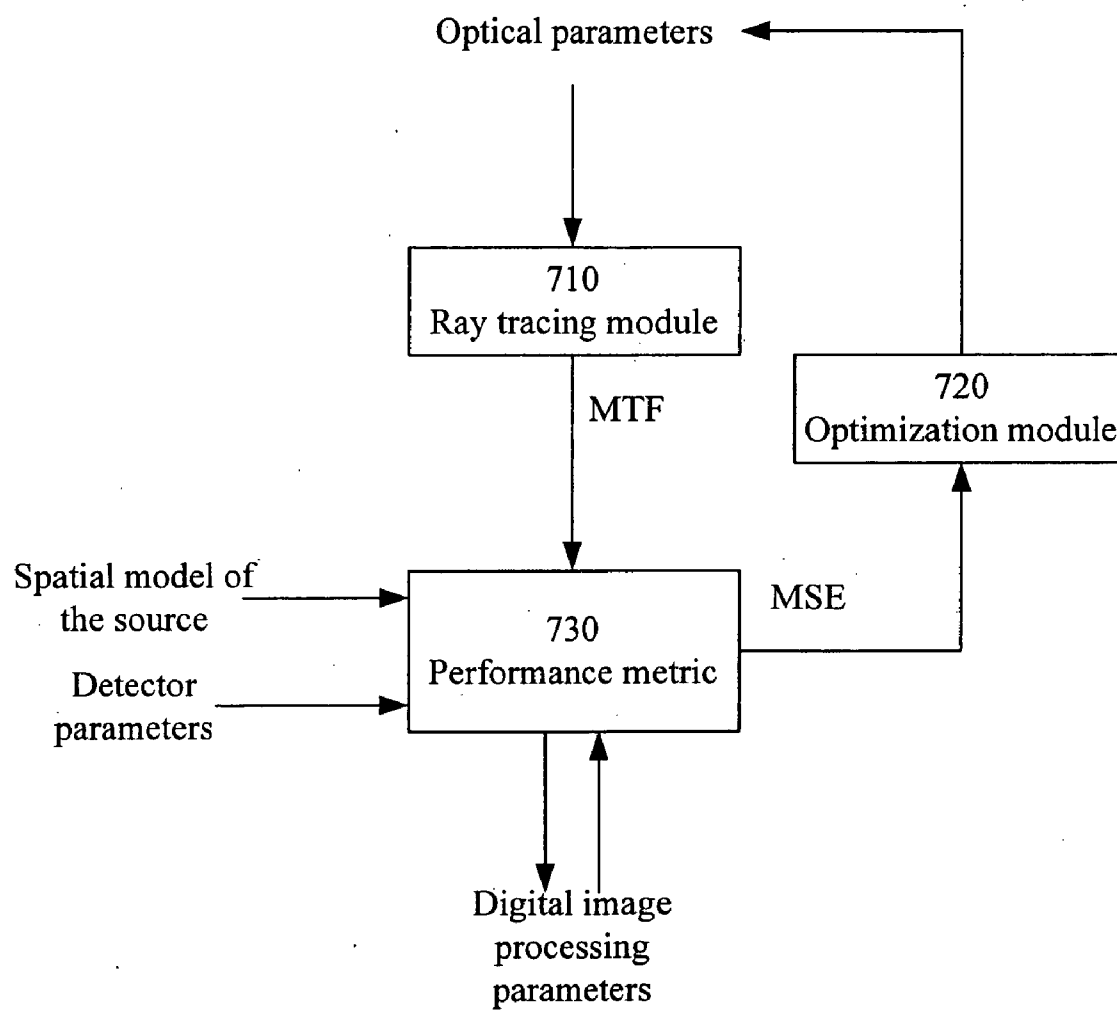 Optical parameters
710
Ray tracing module
MTF
720
Optimization module
Spatial model of
the source
730
Performance metric
MSE
Detector
parameters
Digital image
processing
parameters